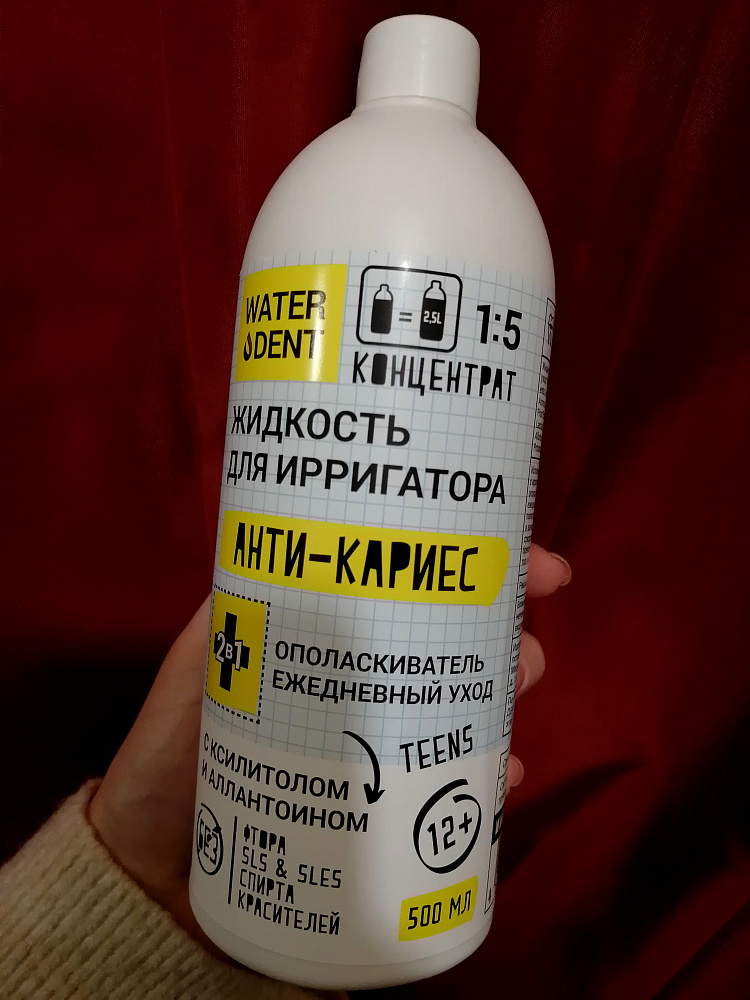 WATER
DENT
= 2,5L
1:5
КОНЦЕНТРАТ
ЖИДКОСТЬ
ДЛЯ ИРРИГАТОРА
АНТИ-КАРИЕС
2в1
ОПОЛАСКИВАТЕЛЬ
ЕЖЕДНЕВНЫЙ УХОД
TEENS
12+
С КСИЛИТОЛОМ
И АЛЛАНТОИНОМ
БЕЗ
ФТОРА
SLS & SLES
СПИРТА
КРАСИТЕЛЕЙ
500 МЛ